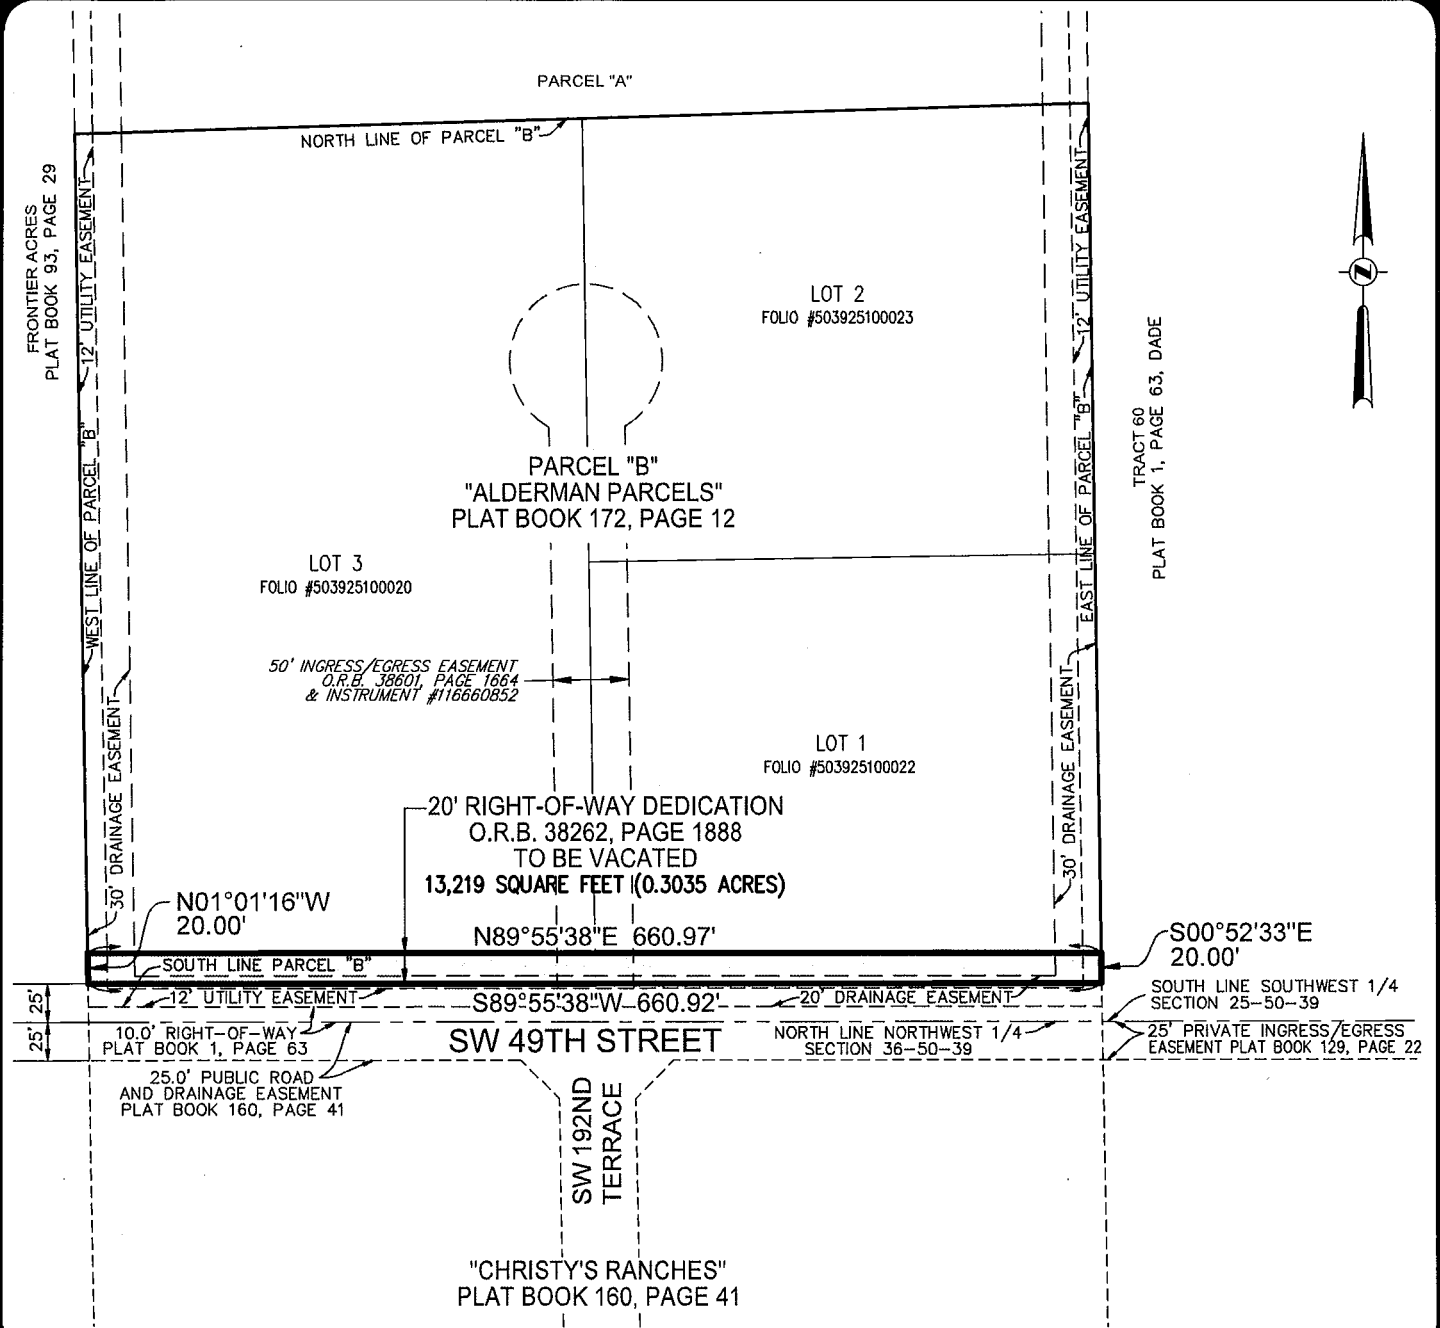 PARCEL "A"
NORTH LINE OF PARCEL "B"
FRONTIER ACRES
PLAT BOOK 93, PAGE 29
12' UTILITY EASEMENT
WEST LINE OF PARCEL "B"
30' DRAINAGE EASEMENT
12' UTILITY EASEMENT
EAST LINE OF PARCEL "B"
30' DRAINAGE EASEMENT
TRACT 60
PLAT BOOK 1, PAGE 63, DADE
N
LOT 2
FOLIO #503925100023
PARCEL "B"
"ALDERMAN PARCELS"
PLAT BOOK 172, PAGE 12
LOT 3
FOLIO #503925100020
50' INGRESS/EGRESS EASEMENT
O.R.B. 38601, PAGE 1664
& INSTRUMENT #116660852
LOT 1
FOLIO #503925100022
20' RIGHT-OF-WAY DEDICATION
O.R.B. 38262, PAGE 1888
TO BE VACATED
13,219 SQUARE FEET (0.3035 ACRES)
N01°01'16"W
20.00'
N89°55'38"E 660.97'
S00°52'33"E
20.00'
SOUTH LINE PARCEL "B"
12' UTILITY EASEMENT
S89°55'38"W 660.92'
20' DRAINAGE EASEMENT
SOUTH LINE SOUTHWEST 1/4
SECTION 25-50-39
25'
25'
10.0' RIGHT-OF-WAY
PLAT BOOK 1, PAGE 63
SW 49TH STREET
NORTH LINE NORTHWEST 1/4
SECTION 36-50-39
25' PRIVATE INGRESS/EGRESS
EASEMENT PLAT BOOK 129, PAGE 22
25.0' PUBLIC ROAD
AND DRAINAGE EASEMENT
PLAT BOOK 160, PAGE 41
SW 192ND
TERRACE
"CHRISTY'S RANCHES"
PLAT BOOK 160, PAGE 41